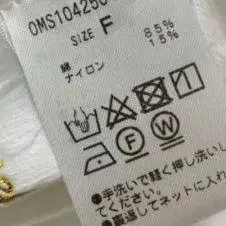 OMS104250
SIZE F
綿 85%
ナイロン 15%
F W
●手洗いで軽く押し洗いし
てください。
●裏返してネットに入れ